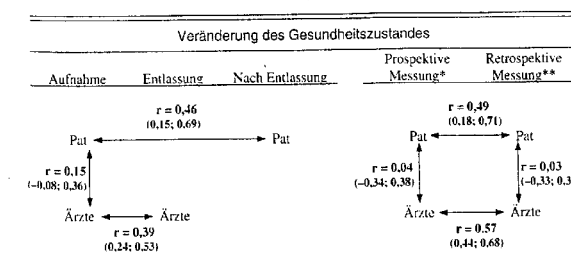 Veränderung des Gesundheitszustandes
Prospektive Retrospektive
Aufnahme Entlassung Nach Entlassung Messung* Messung**
r = 0,46 r = 0,49
(0,15; 0,69) (0,18; 0,71)
Pat Pat Pat Pat
r = 0,15 r = 0,04 r = 0,03
(–0,08; 0,36) (–0,34; 0,38) (–0,33; 0,3
Ärzte Ärzte Ärzte Ärzte
r = 0,39 r = 0.57
(0,24; 0,53) (0,44; 0,68)